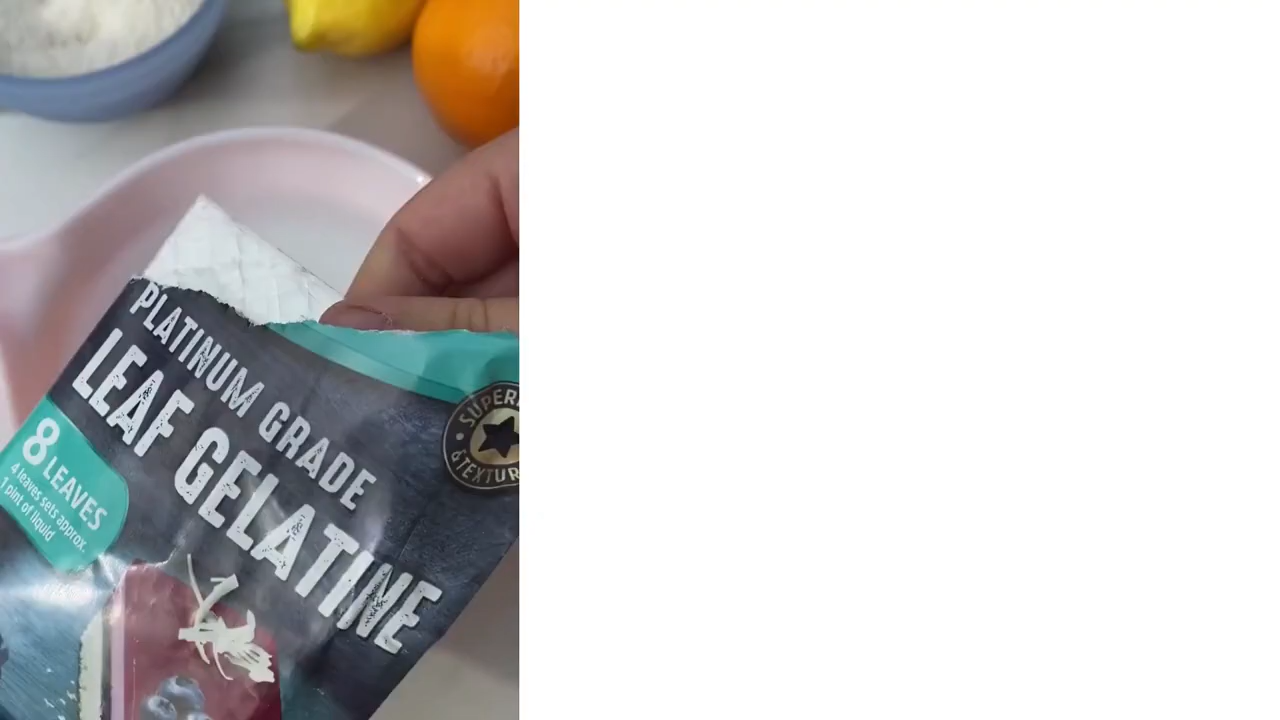 PLATINUM GRADE
LEAF GELATINE
8 LEAVES
4 leaves sets approx.
1 pint of liquid